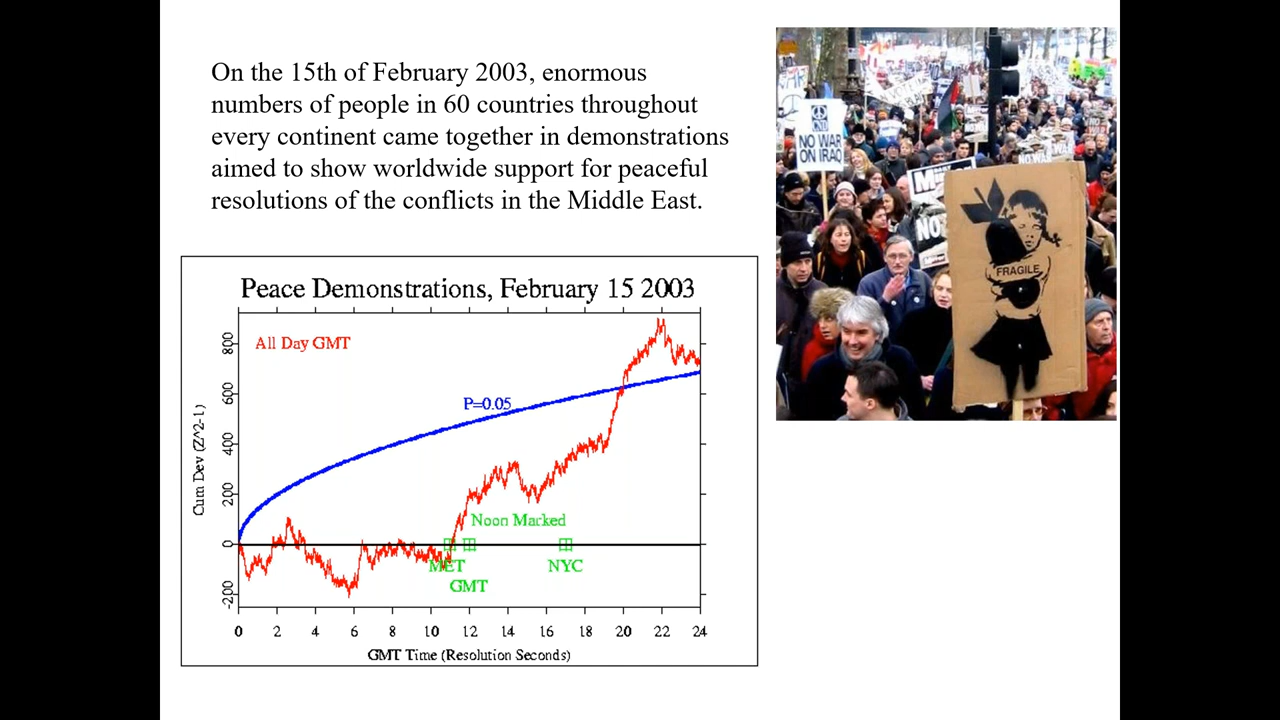 On the 15th of February 2003, enormous
numbers of people in 60 countries throughout
every continent came together in demonstrations
aimed to show worldwide support for peaceful
resolutions of the conflicts in the Middle East.
CND
NO WAR
ON IRAQ
NO WAR
NO
FRAGILE
Peace Demonstrations, February 15 2003
All Day GMT
P=0.05
Cum Dev (Z^2-1)
800
600
400
200
0
-200
Noon Marked
MET
GMT
NYC
0 2 4 6 8 10 12 14 16 18 20 22 24
GMT Time (Resolution Seconds)